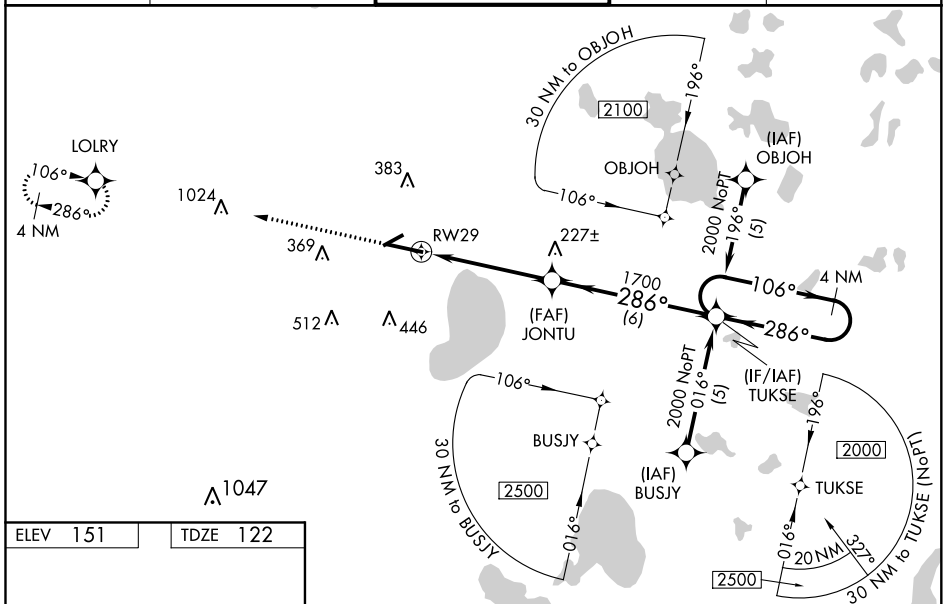 30 NM to OBJOH
196°
2100
OBJOH
106°
(IAF)
OBJOH
2000 NoPT
196°
(5)
LOLRY
106°
286°
4 NM
1024
383
369
RW29
227±
512
446
(FAF)
JONTU
1700
286°
(6)
106°
4 NM
286°
(IF/IAF)
TUKSE
2000 NoPT
016°
(5)
(IAF)
BUSJY
106°
BUSJY
2500
016°
30 NM to BUSJY
196°
2000
TUKSE
016°
20 NM
327°
2500
30 NM to TUKSE (NoPT)
1047
ELEV 151
TDZE 122